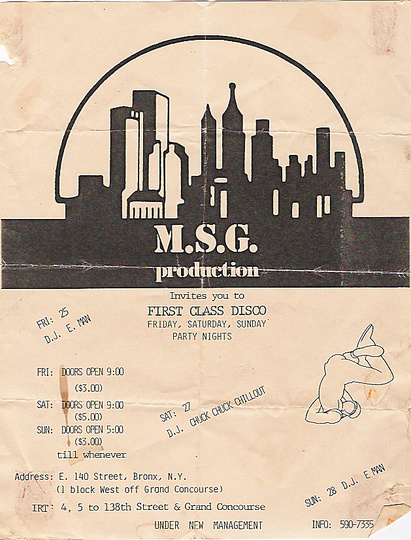 M.S.G.
production
Invites you to
FIRST CLASS DISCO
FRIDAY, SATURDAY, SUNDAY
PARTY NIGHTS
FRI: 25
D.J. E. MAN
FRI: DOORS OPEN 9:00
($3.00)
SAT: DOORS OPEN 9:00
($5.00)
SUN: DOORS OPEN 5:00
($3.00)
till whenever
SAT: 27
D.J. CHUCK CHUCK CHILLOUT
SUN: 28 D.J. E MAN
Address: E. 140 Street, Bronx, N.Y.
(1 block West off Grand Concourse)
IRT: 4, 5 to 138th Street & Grand Concourse
UNDER NEW MANAGEMENT
INFO: 590-7335